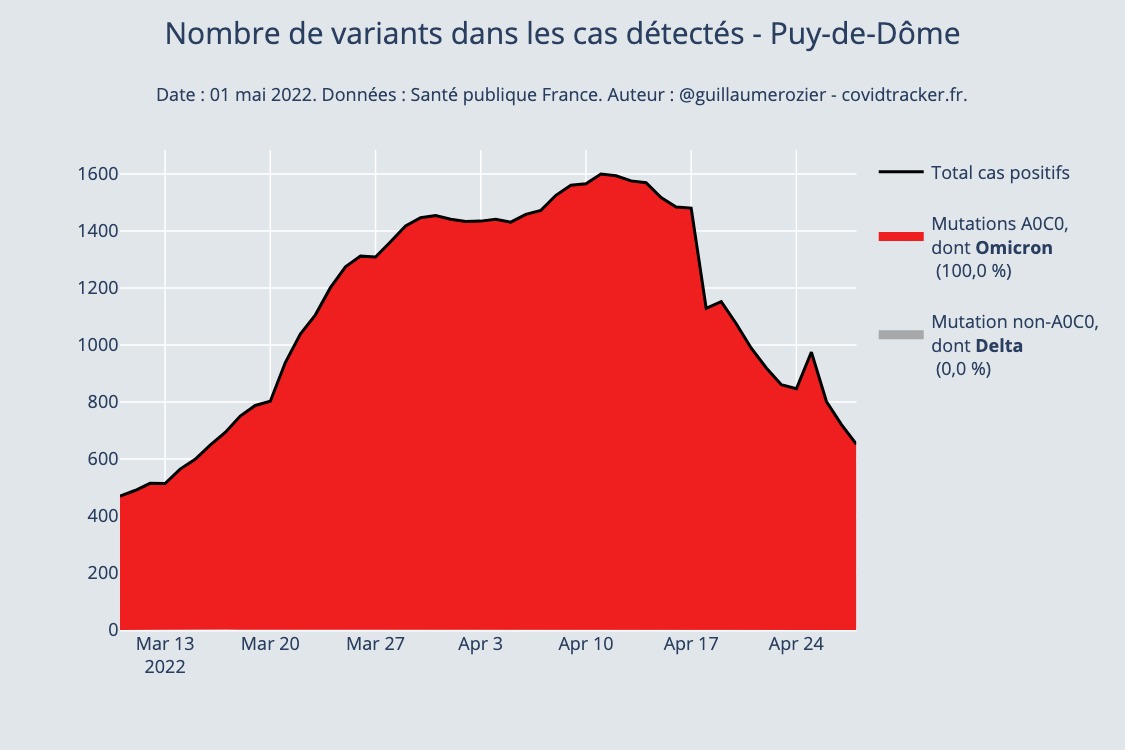 Nombre de variants dans les cas détectés - Puy-de-Dôme
Date : 01 mai 2022. Données : Santé publique France. Auteur : @guillaumerozier - covidtracker.fr.
1600
1400
1200
1000
800
600
400
200
0
Mar 13
2022
Mar 20
Mar 27
Apr 3
Apr 10
Apr 17
Apr 24
Total cas positifs
Mutations A0C0,
dont Omicron
(100,0 %)
Mutation non-A0C0,
dont Delta
(0,0 %)